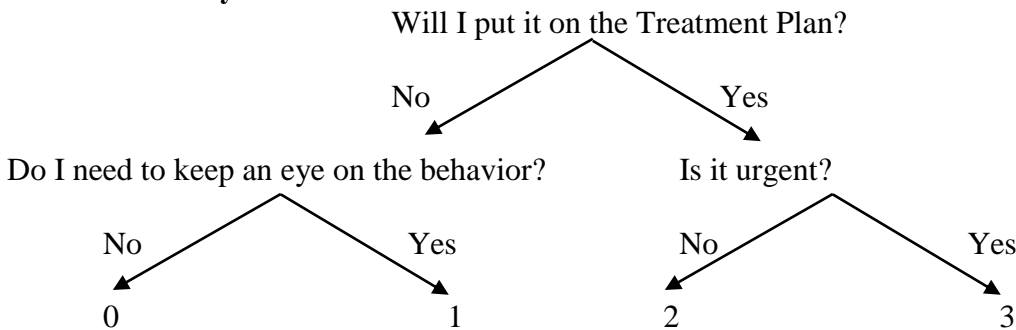 Will I put it on the Treatment Plan?
No Yes
Do I need to keep an eye on the behavior? Is it urgent?
No Yes No Yes
0 1 2 3